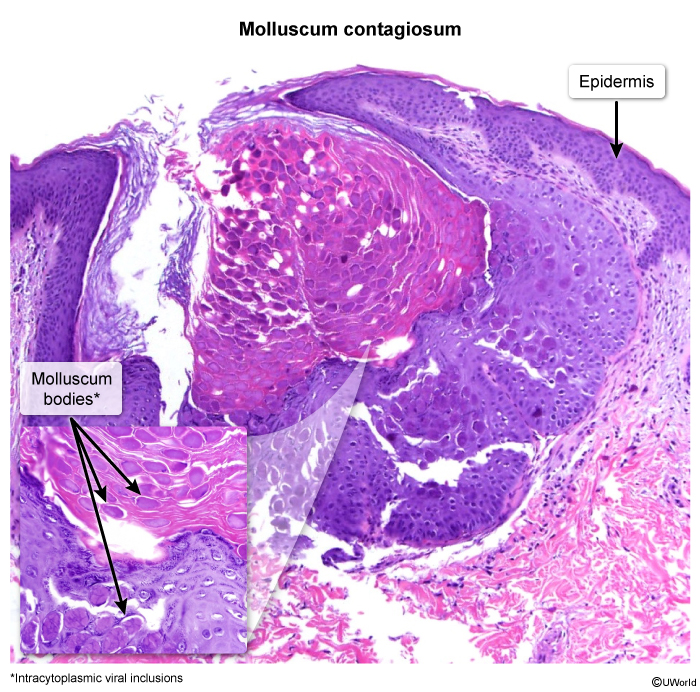 Molluscum contagiosum
Epidermis
Molluscum
bodies*
*Intracytoplasmic viral inclusions
©UWorld